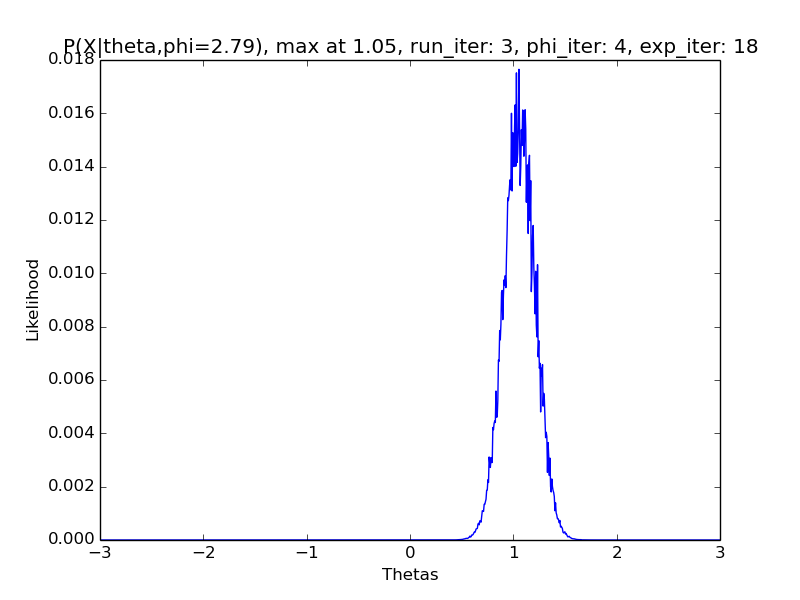 P(X|theta,phi=2.79), max at 1.05, run_iter: 3, phi_iter: 4, exp_iter: 18
0.018
0.016
0.014
0.012
0.010
0.008
0.006
0.004
0.002
0.000
Likelihood
−3 −2 −1 0 1 2 3
Thetas